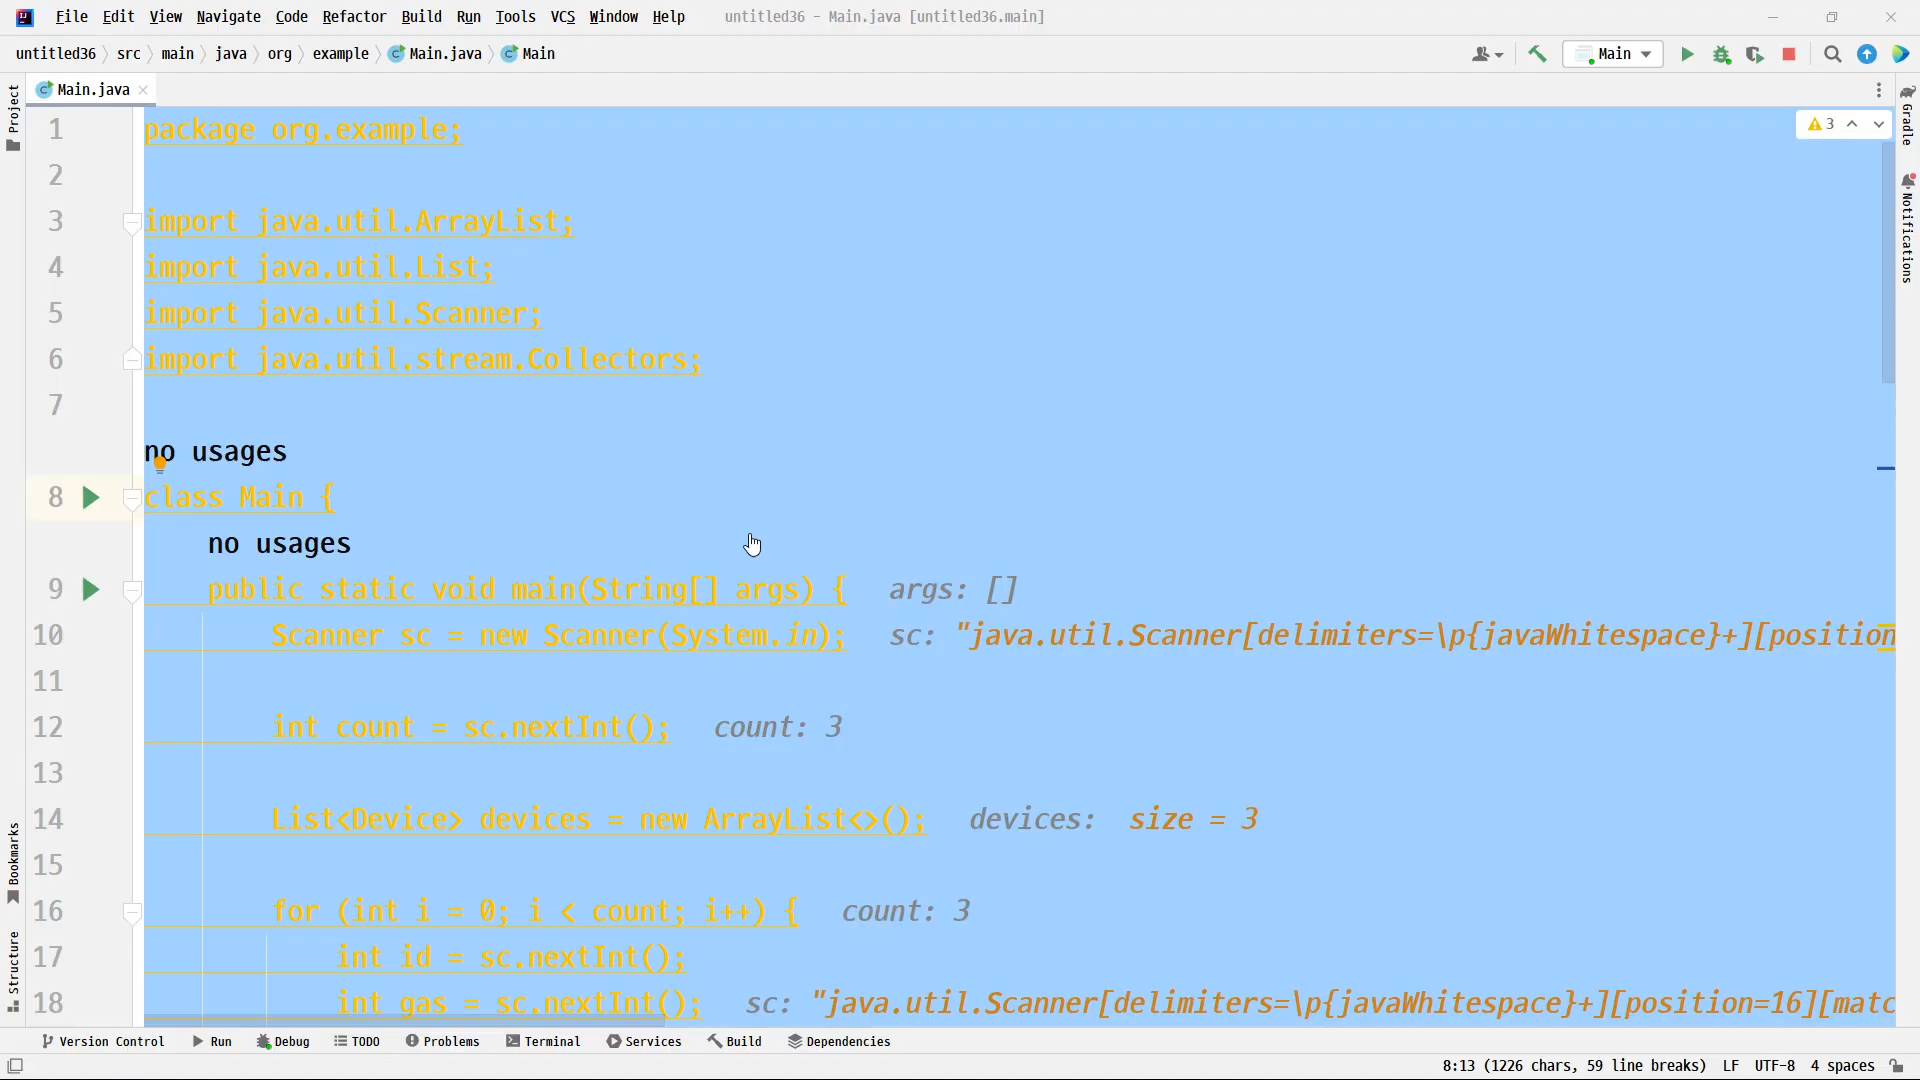 File Edit View Navigate Code Refactor Build Run Tools VCS Window Help untitled36 - Main.java [untitled36.main]
untitled36 src main java org example Main.java Main
Main
Main.java
Project
Gradle
Notifications
3
1 package org.example;
2
3 import java.util.ArrayList;
4 import java.util.List;
5 import java.util.Scanner;
6 import java.util.stream.Collectors;
7
no usages
8 class Main {
no usages
9 public static void main(String[] args) { args: []
10 Scanner sc = new Scanner(System.in); sc: "java.util.Scanner[delimiters=\p{javaWhitespace}+][position
11
12 int count = sc.nextInt(); count: 3
13
14 List<Device> devices = new ArrayList<>(); devices: size = 3
15
16 for (int i = 0; i < count; i++) { count: 3
17 int id = sc.nextInt();
18 int gas = sc.nextInt(); sc: "java.util.Scanner[delimiters=\p{javaWhitespace}+][position=16][matc
Bookmarks
Structure
Version Control Run Debug TODO Problems Terminal Services Build Dependencies
8:13 (1226 chars, 59 line breaks) LF UTF-8 4 spaces